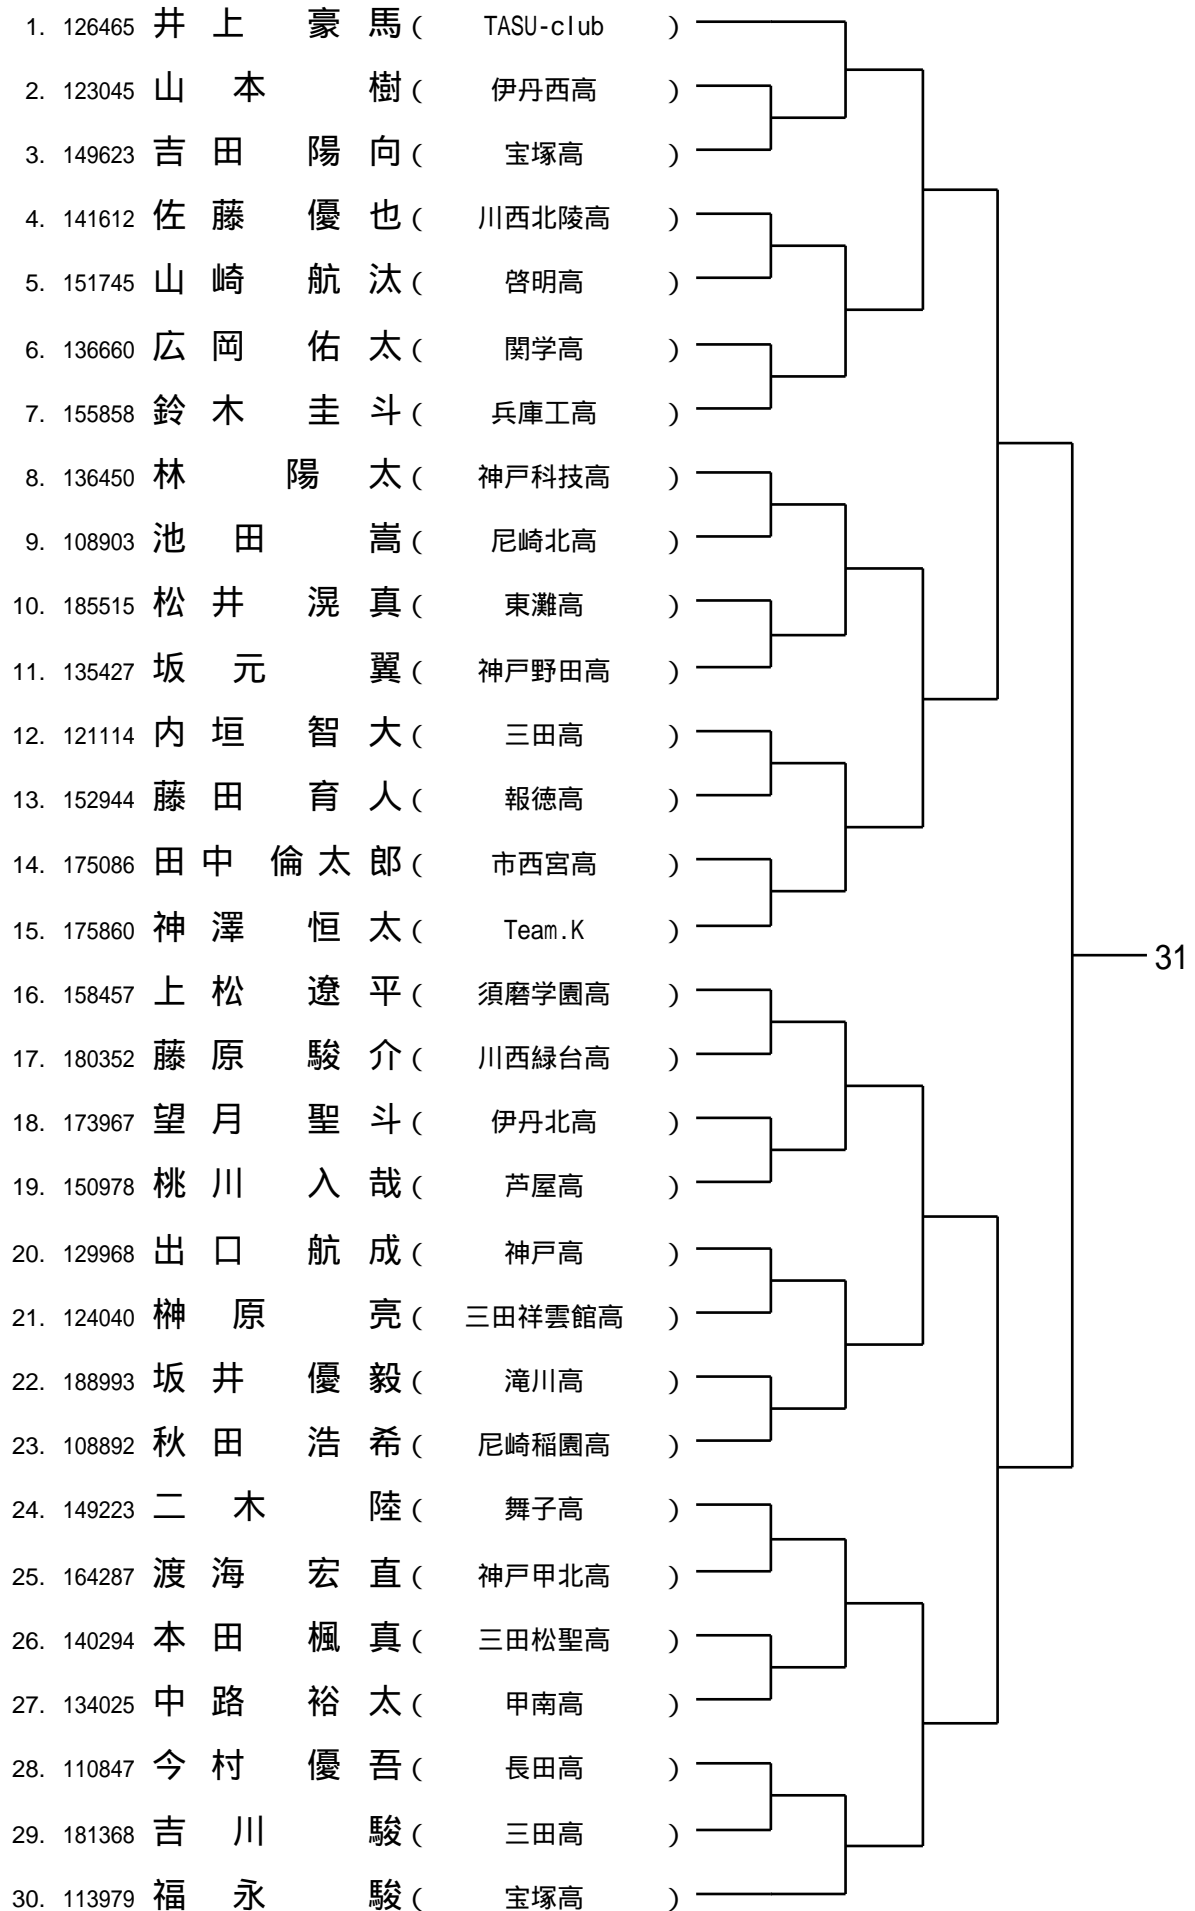 1. 126465 井上 豪馬 ( TASU-club )
2. 123045 山本 樹 ( 伊丹西高 )
3. 149623 吉田 陽向 ( 宝塚高 )
4. 141612 佐藤 優也 ( 川西北陵高 )
5. 151745 山崎 航汰 ( 啓明高 )
6. 136660 広岡 佑太 ( 関学高 )
7. 155858 鈴木 圭斗 ( 兵庫工高 )
8. 136450 林 陽太 ( 神戸科技高 )
9. 108903 池田 嵩 ( 尼崎北高 )
10. 185515 松井 滉真 ( 東灘高 )
11. 135427 坂元 翼 ( 神戸野田高 )
12. 121114 内垣 智大 ( 三田高 )
13. 152944 藤田 育人 ( 報徳高 )
14. 175086 田中 倫太郎 ( 市西宮高 )
15. 175860 神澤 恒太 ( Team.K )
31
16. 158457 上松 遼平 ( 須磨学園高 )
17. 180352 藤原 駿介 ( 川西緑台高 )
18. 173967 望月 聖斗 ( 伊丹北高 )
19. 150978 桃川 入哉 ( 芦屋高 )
20. 129968 出口 航成 ( 神戸高 )
21. 124040 榊原 亮 ( 三田祥雲館高 )
22. 188993 坂井 優毅 ( 滝川高 )
23. 108892 秋田 浩希 ( 尼崎稲園高 )
24. 149223 二木 陸 ( 舞子高 )
25. 164287 渡海 宏直 ( 神戸甲北高 )
26. 140294 本田 楓真 ( 三田松聖高 )
27. 134025 中路 裕太 ( 甲南高 )
28. 110847 今村 優吾 ( 長田高 )
29. 181368 吉川 駿 ( 三田高 )
30. 113979 福永 駿 ( 宝塚高 )